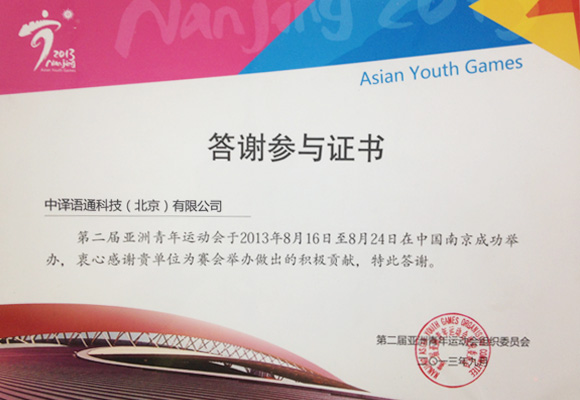 Nanjing 2013
2013
Nanjing
Asian Youth Games
Asian Youth Games
答谢参与证书
中译语通科技（北京）有限公司
第二届亚洲青年运动会于2013年8月16日至8月24日在中国南京成功举
办，衷心感谢贵单位为赛会举办做出的积极贡献，特此答谢。
第二届亚洲青年运动会组织委员会
二〇一三年九月